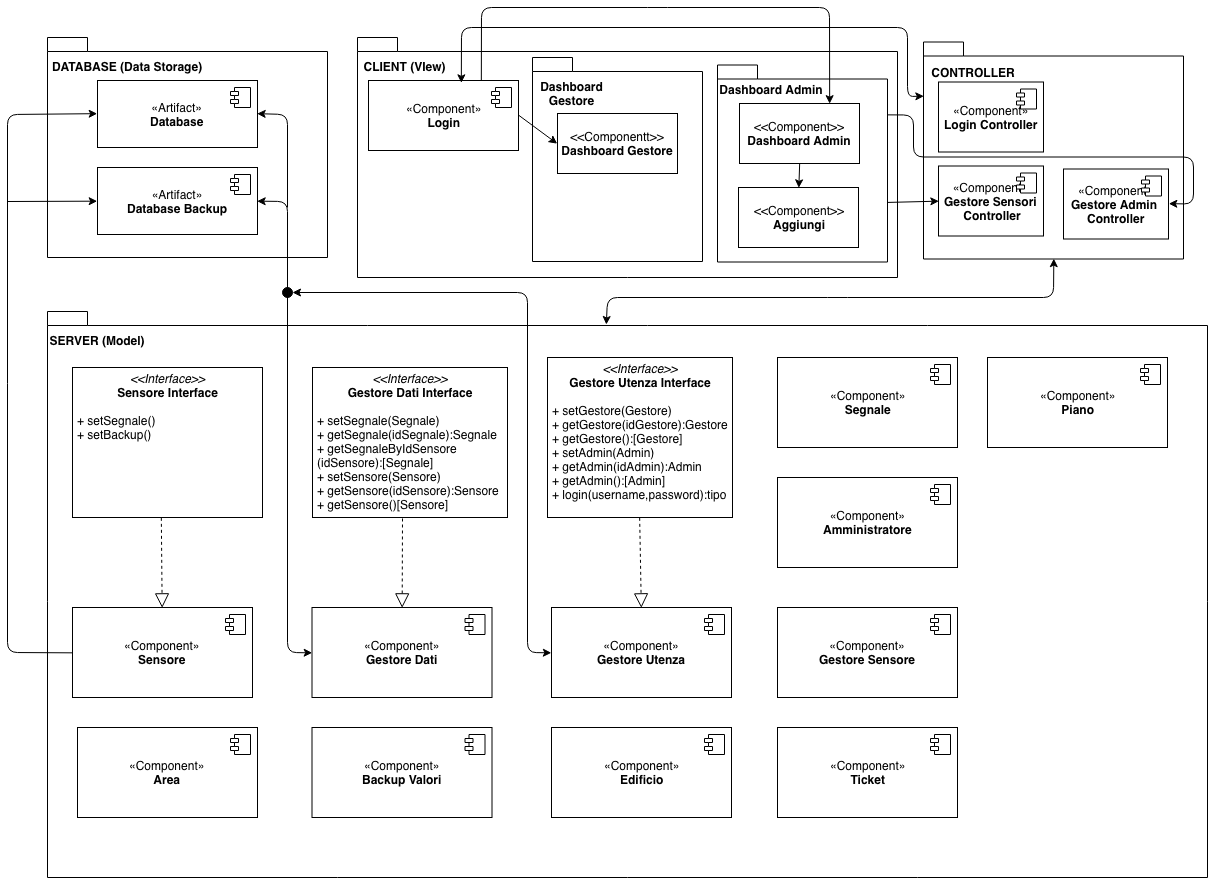 DATABASE (Data Storage)
«Artifact»
Database
«Artifact»
Database Backup
CLIENT (VIew)
«Component»
Login
Dashboard
Gestore
<<Component>>
Dashboard Gestore
Dashboard Admin
<<Component>>
Dashboard Admin
<<Component>>
Aggiungi
CONTROLLER
«Component»
Login Controller
«Component
Gestore Sensori
Controller
«Component
Gestore Admin
Controller
SERVER (Model)
<<Interface>>
Sensore Interface
+ setSegnale()
+ setBackup()
<<Interface>>
Gestore Dati Interface
+ setSegnale(Segnale)
+ getSegnale(idSegnale):Segnale
+ getSegnaleByIdSensore
(idSensore):[Segnale]
+ setSensore(Sensore)
+ getSensore(idSensore):Sensore
+ getSensore()[Sensore]
<<Interface>>
Gestore Utenza Interface
+ setGestore(Gestore)
+ getGestore(idGestore):Gestore
+ getGestore():[Gestore]
+ setAdmin(Admin)
+ getAdmin(idAdmin):Admin
+ getAdmin():[Admin]
+ login(username,password):tipo
«Component»
Segnale
«Component»
Piano
«Component»
Amministratore
«Component»
Sensore
«Component»
Gestore Dati
«Component»
Gestore Utenza
«Component»
Gestore Sensore
«Component»
Area
«Component»
Backup Valori
«Component»
Edificio
«Component»
Ticket